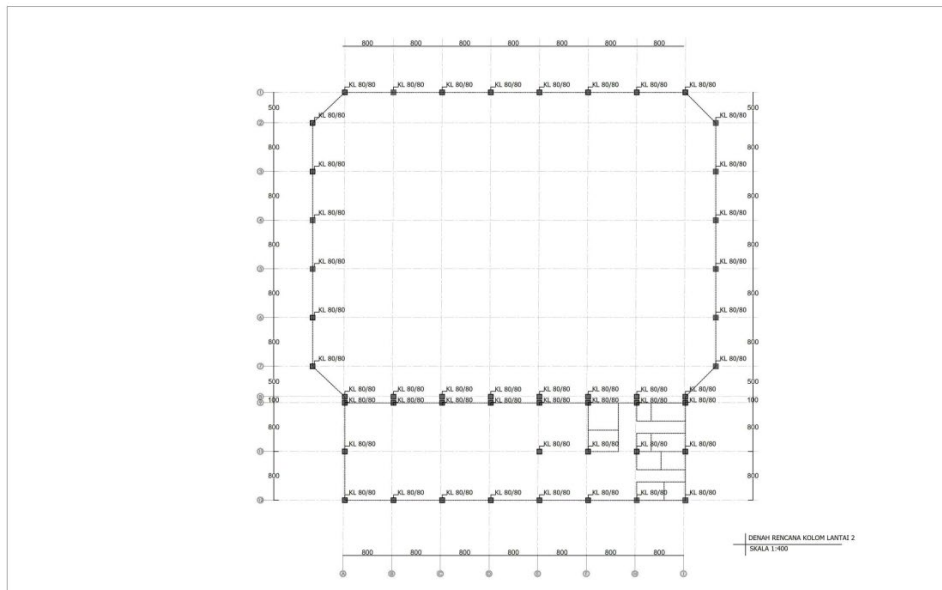 800 800 800 800 800 800 800
KL 80/80 KL 80/80 KL 80/80 KL 80/80 KL 80/80 KL 80/80 KL 80/80 KL 80/80
1
500 500
KL 80/80 KL 80/80
2
800 800
KL 80/80 KL 80/80
800 800
KL 80/80 KL 80/80
800 800
KL 80/80 KL 80/80
800 800
KL 80/80 KL 80/80
800 800
KL 80/80 KL 80/80
500 500
KL 80/80 KL 80/80 KL 80/80 KL 80/80 KL 80/80 KL 80/80 KL 80/80 KL 80/80
100 100
KL 80/80 KL 80/80 KL 80/80 KL 80/80 KL 80/80 KL 80/80 KL 80/80 KL 80/80
800 800
KL 80/80 KL 80/80 KL 80/80 KL 80/80 KL 80/80
800 800
KL 80/80 KL 80/80 KL 80/80 KL 80/80 KL 80/80 KL 80/80 KL 80/80 KL 80/80
DENAH RENCANA KOLOM LANTAI 2
SKALA 1:400
800 800 800 800 800 800 800